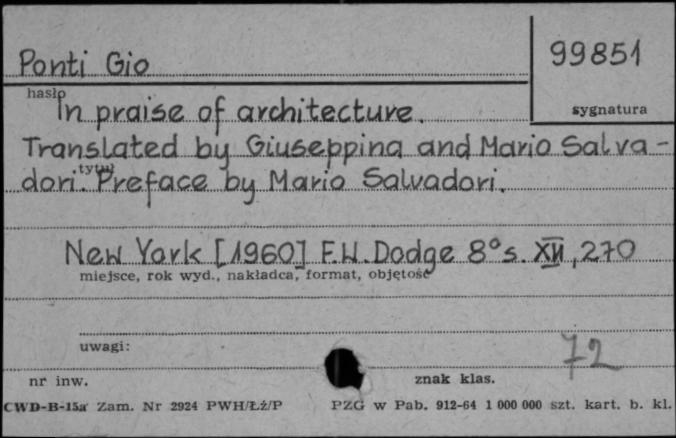 Ponti Gio
99851
hasło
sygnatura
In praise of architecture.
Translated by Giuseppina and Mario Salva-
tytuł
dori. Preface by Mario Salvadori.
New York [1960] F.W. Dodge 8° s. XII, 270
miejsce, rok wyd., nakładca, format, objętość
uwagi:
72
nr inw.
znak klas.
CWD-B-15a Zam. Nr 2924 PWH/Łż/P
PZG w Pab. 912-64 1 000 000 szt. kart. b. kl.